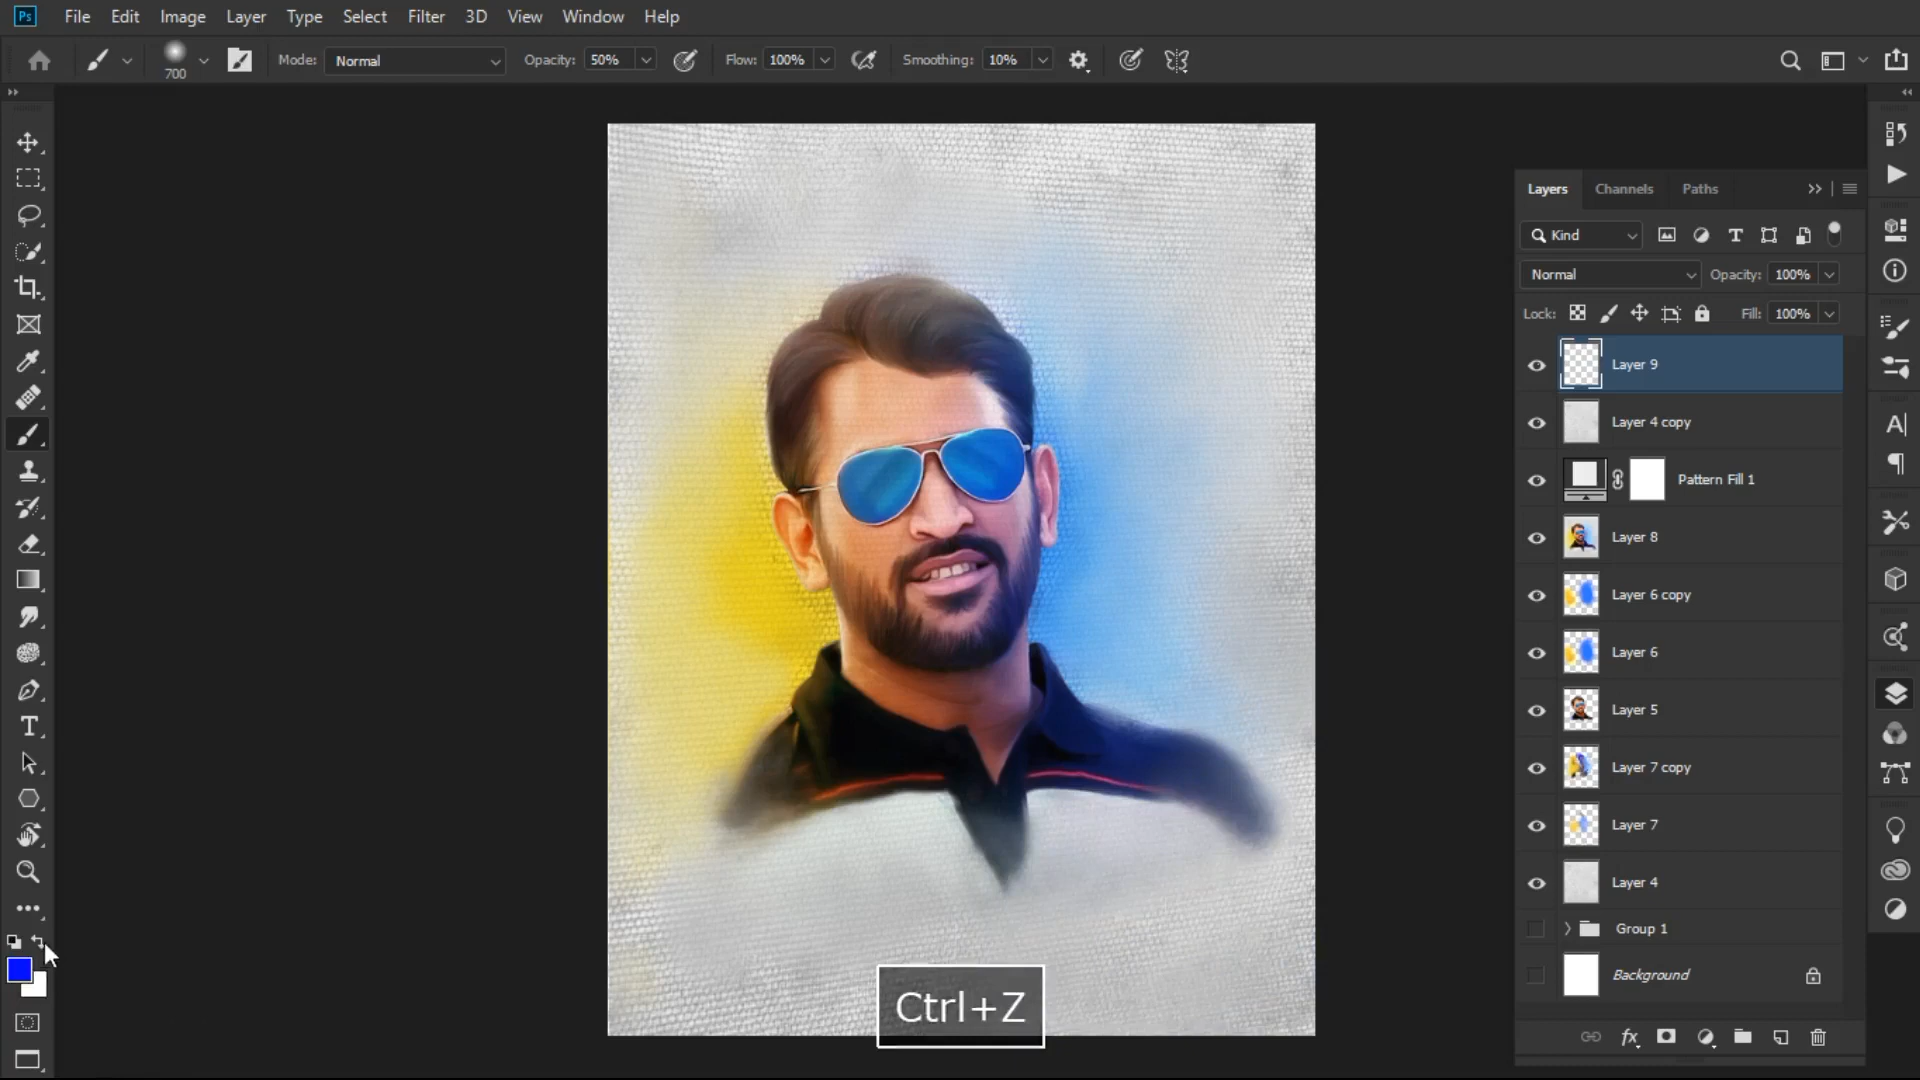 Ps File Edit Image Layer Type Select Filter 3D View Window Help
700 Mode: Normal Opacity: 50% Flow: 100% Smoothing: 10%
Layers Channels Paths
Kind
Normal Opacity: 100%
Lock: Fill: 100%
Layer 9
Layer 4 copy
Pattern Fill 1
Layer 8
Layer 6 copy
Layer 6
Layer 5
Layer 7 copy
Layer 7
Layer 4
Group 1
Background
Ctrl+Z